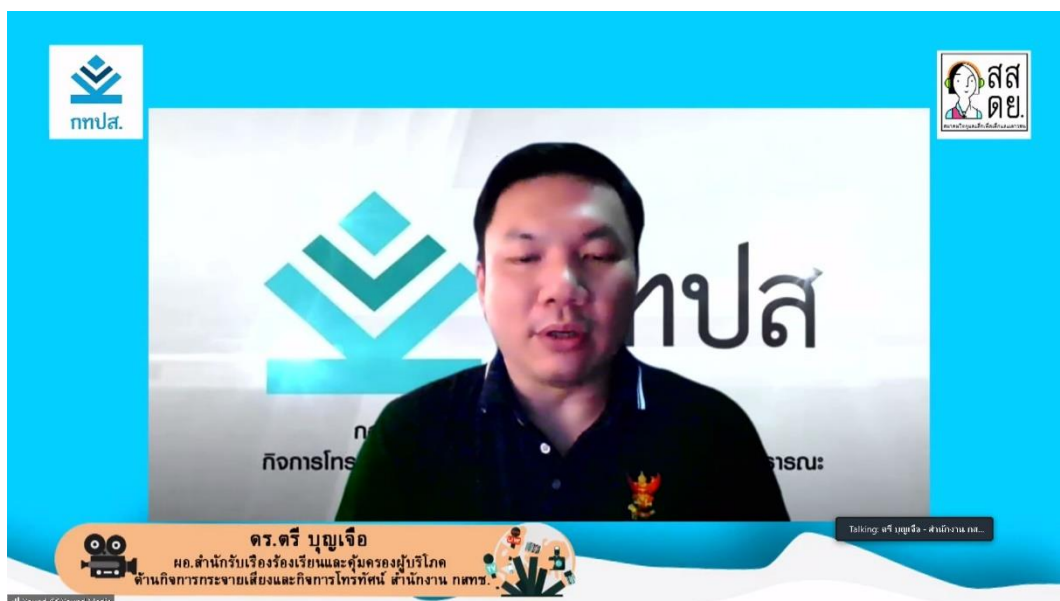 กทปส.
สส
ดย.
ทปส
กิจการโทร
ารณะ
Talking: ตรี บุญเจือ - สำนักงาน กส...
ดร.ตรี บุญเจือ
ผอ.สำนักรับเรื่องร้องเรียนและคุ้มครองผู้บริโภค
ด้านกิจการกระจายเสียงและกิจการโทรทัศน์ สำนักงาน กสทช.